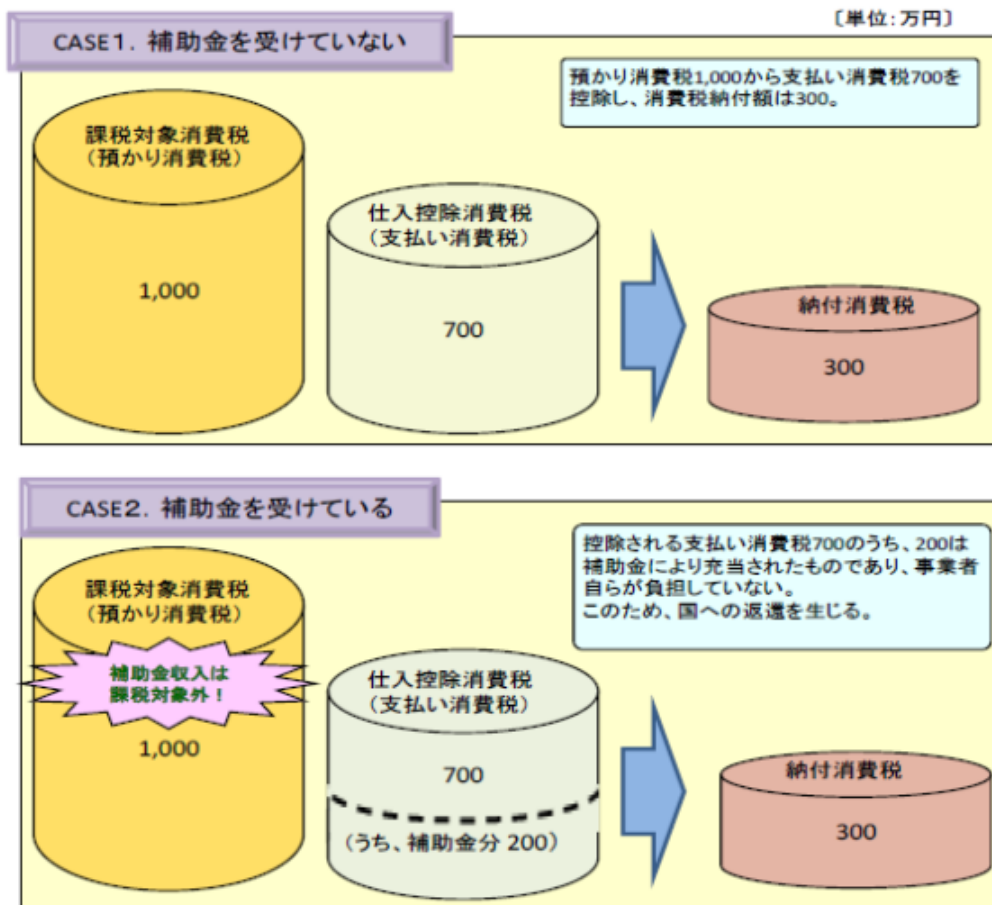 〔単位:万円〕
CASE1. 補助金を受けていない
預かり消費税1,000から支払い消費税700を
控除し、消費税納付額は300。
課税対象消費税
(預かり消費税)
1,000
仕入控除消費税
(支払い消費税)
700
納付消費税
300
CASE2. 補助金を受けている
控除される支払い消費税700のうち、200は
補助金により充当されたものであり、事業者
自らが負担していない。
このため、国への返還を生じる。
課税対象消費税
(預かり消費税)
補助金収入は
課税対象外!
1,000
仕入控除消費税
(支払い消費税)
700
(うち、補助金分 200)
納付消費税
300